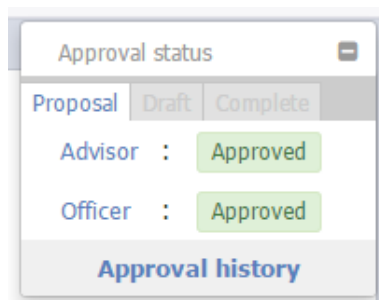 Approval status
Proposal Draft Complete
Advisor : Approved
Officer : Approved
Approval history